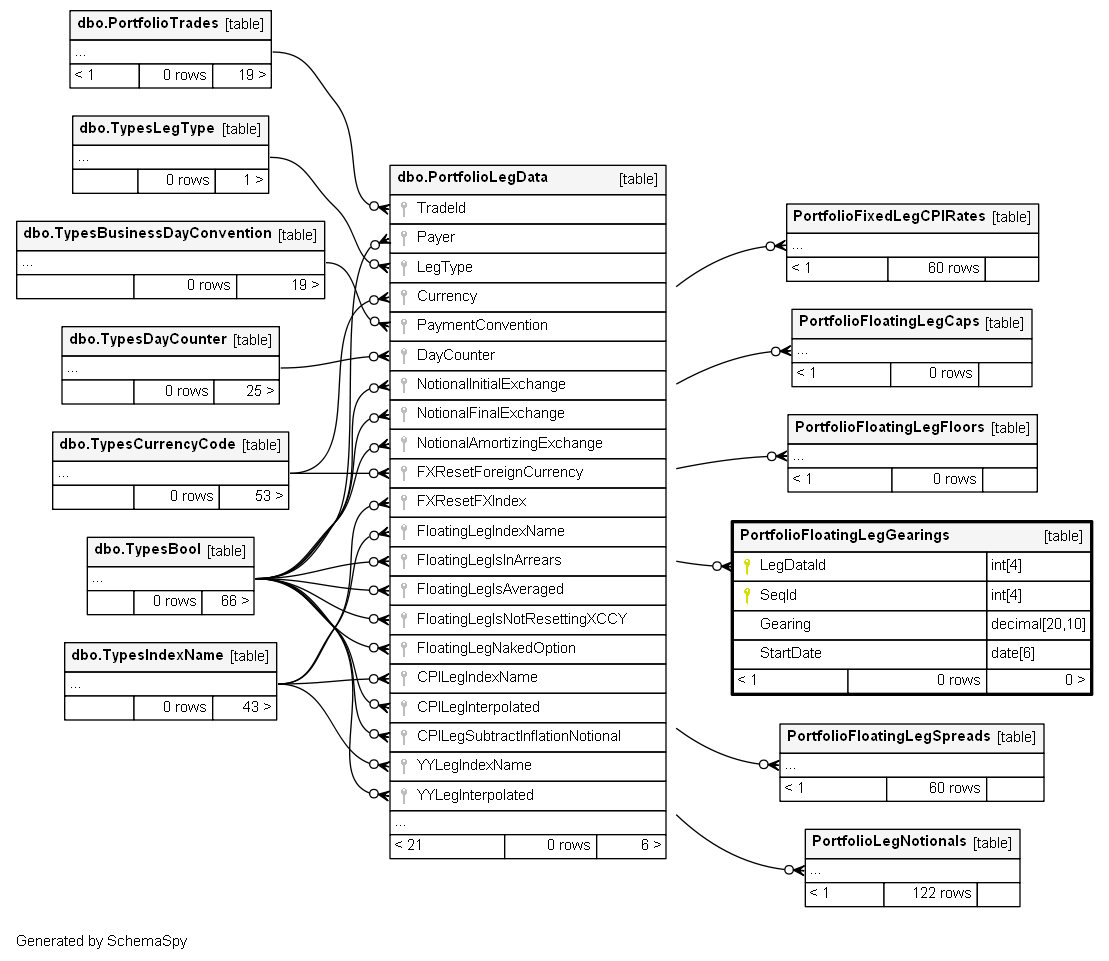 dbo.PortfolioTrades [table]
...
< 1 0 rows 19 >
dbo.TypesLegType [table]
...
0 rows 1 >
dbo.TypesBusinessDayConvention [table]
...
0 rows 19 >
dbo.TypesDayCounter [table]
...
0 rows 25 >
dbo.TypesCurrencyCode [table]
...
0 rows 53 >
dbo.TypesBool [table]
...
0 rows 66 >
dbo.TypesIndexName [table]
...
0 rows 43 >
dbo.PortfolioLegData [table]
TradeId
Payer
LegType
Currency
PaymentConvention
DayCounter
NotionalInitialExchange
NotionalFinalExchange
NotionalAmortizingExchange
FXResetForeignCurrency
FXResetFXIndex
FloatingLegIndexName
FloatingLegIsInArrears
FloatingLegIsAveraged
FloatingLegIsNotResettingXCCY
FloatingLegNakedOption
CPILegIndexName
CPILegInterpolated
CPILegSubtractInflationNotional
YYLegIndexName
YYLegInterpolated
...
< 21 0 rows 6 >
PortfolioFixedLegCPIRates [table]
...
< 1 60 rows
PortfolioFloatingLegCaps [table]
...
< 1 0 rows
PortfolioFloatingLegFloors [table]
...
< 1 0 rows
PortfolioFloatingLegGearings [table]
LegDataId int[4]
SeqId int[4]
Gearing decimal[20,10]
StartDate date[6]
< 1 0 rows 0 >
PortfolioFloatingLegSpreads [table]
...
< 1 60 rows
PortfolioLegNotionals [table]
...
< 1 122 rows
Generated by SchemaSpy